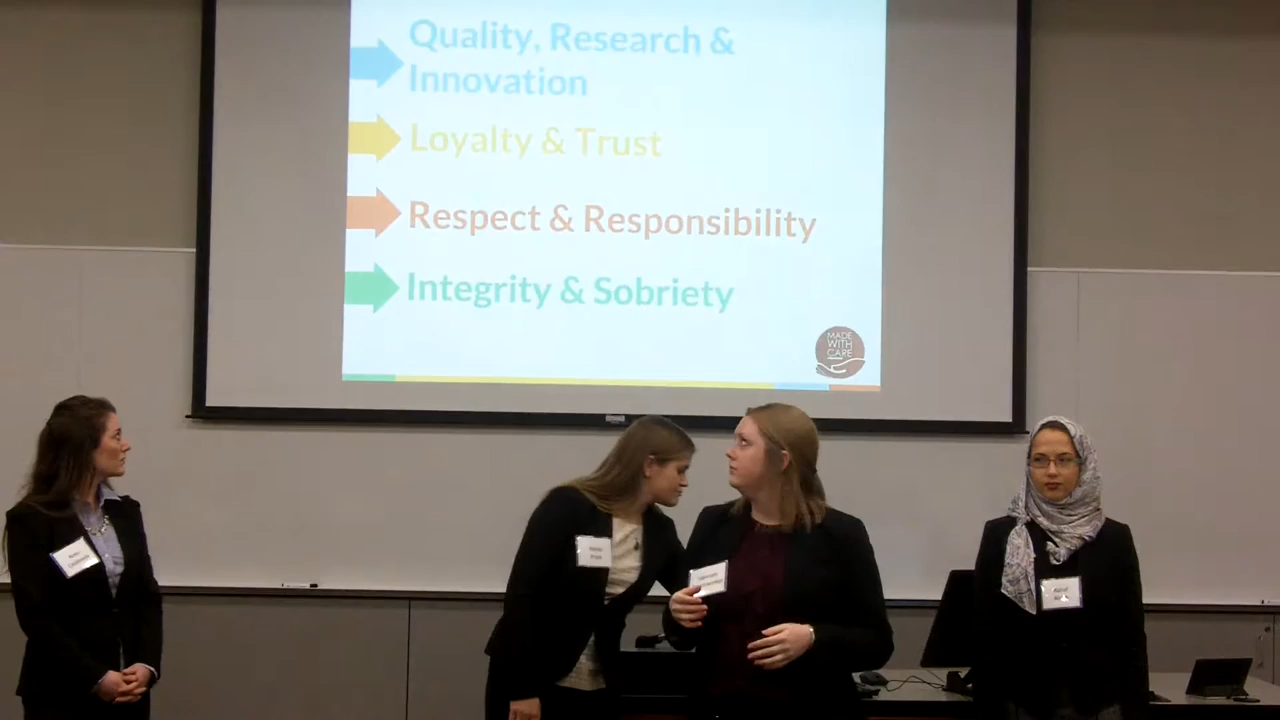 Quality, Research &
Innovation
Loyalty & Trust
Respect & Responsibility
Integrity & Sobriety
MADE
WITH
CARE